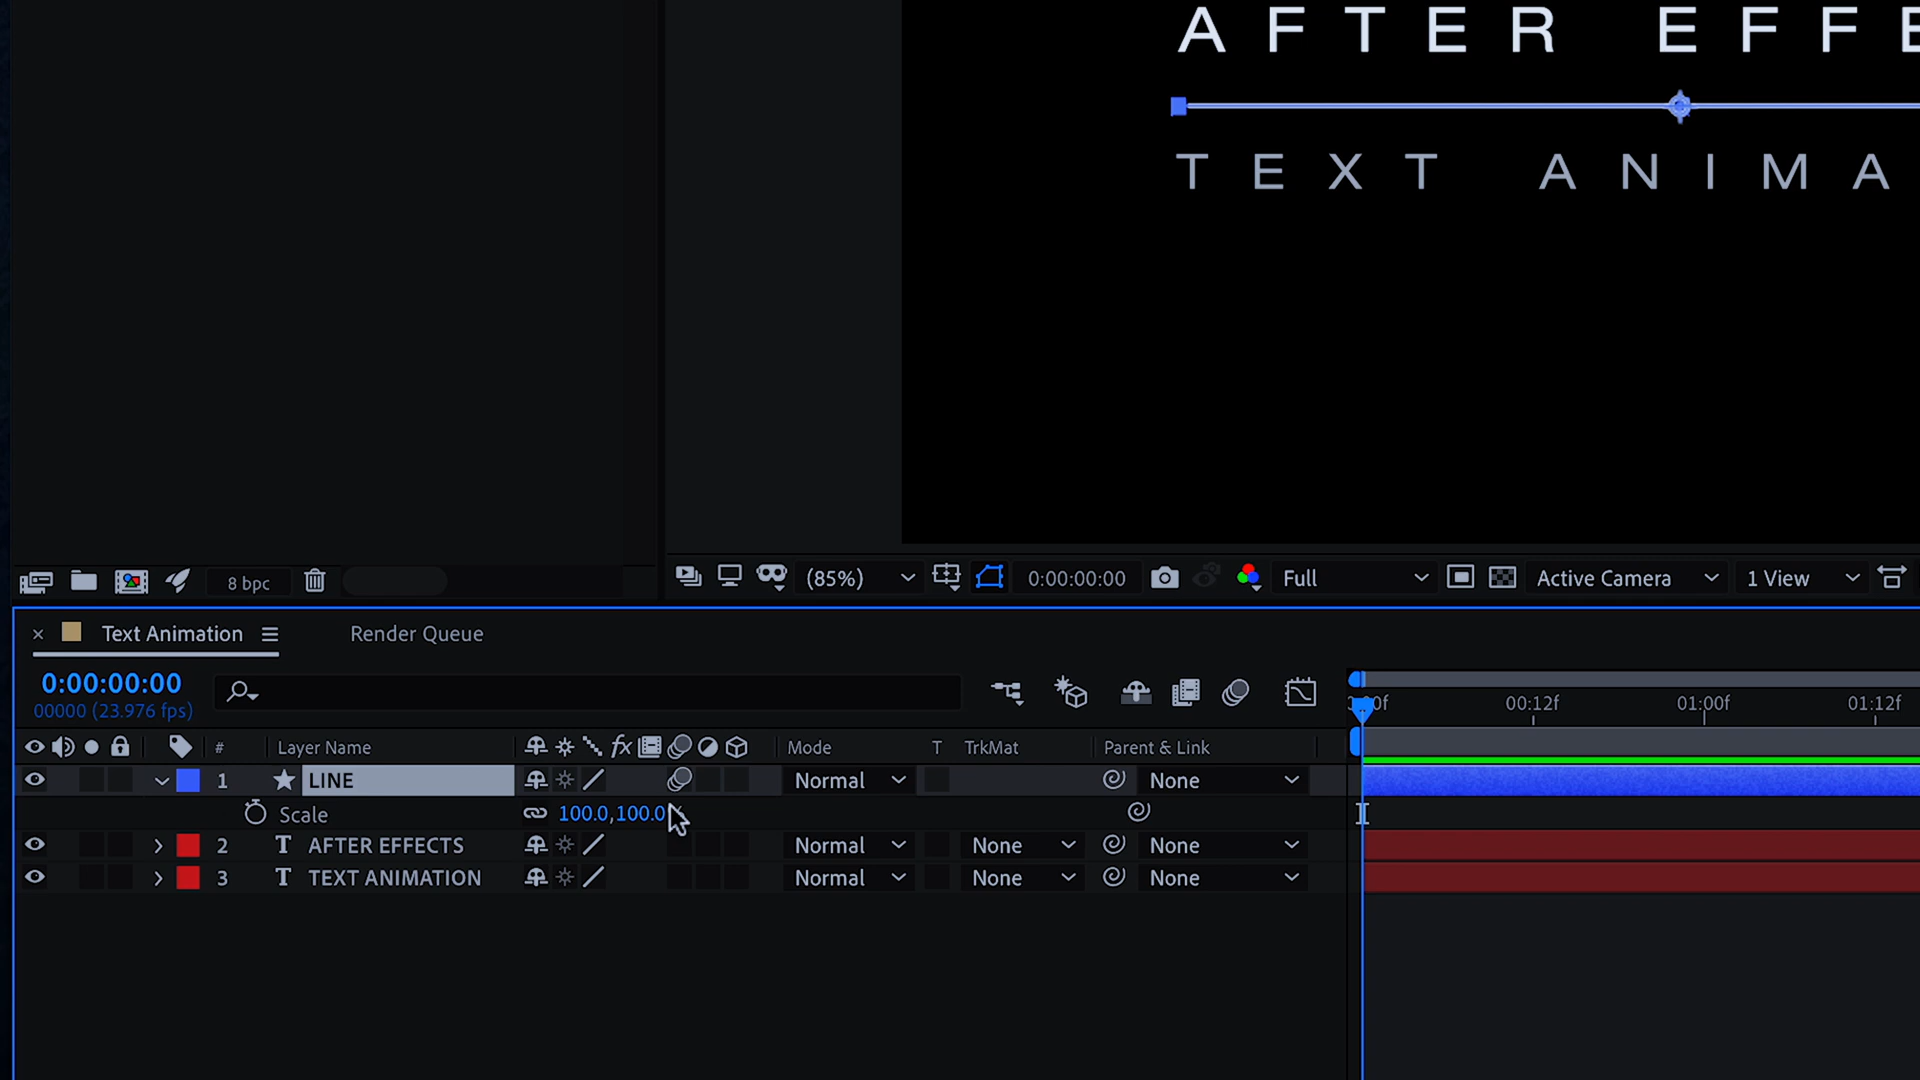 AFTER EFFE
TEXT ANIMA
8 bpc
(85%)
0:00:00:00
Full
Active Camera
1 View
Text Animation
Render Queue
0:00:00:00
00000 (23.976 fps)
00:12f
01:00f
01:12f
# Layer Name
fx
Mode
T TrkMat
Parent & Link
1 LINE
Normal
None
Scale
100.0,100.0
2 T AFTER EFFECTS
Normal
None
None
3 T TEXT ANIMATION
Normal
None
None